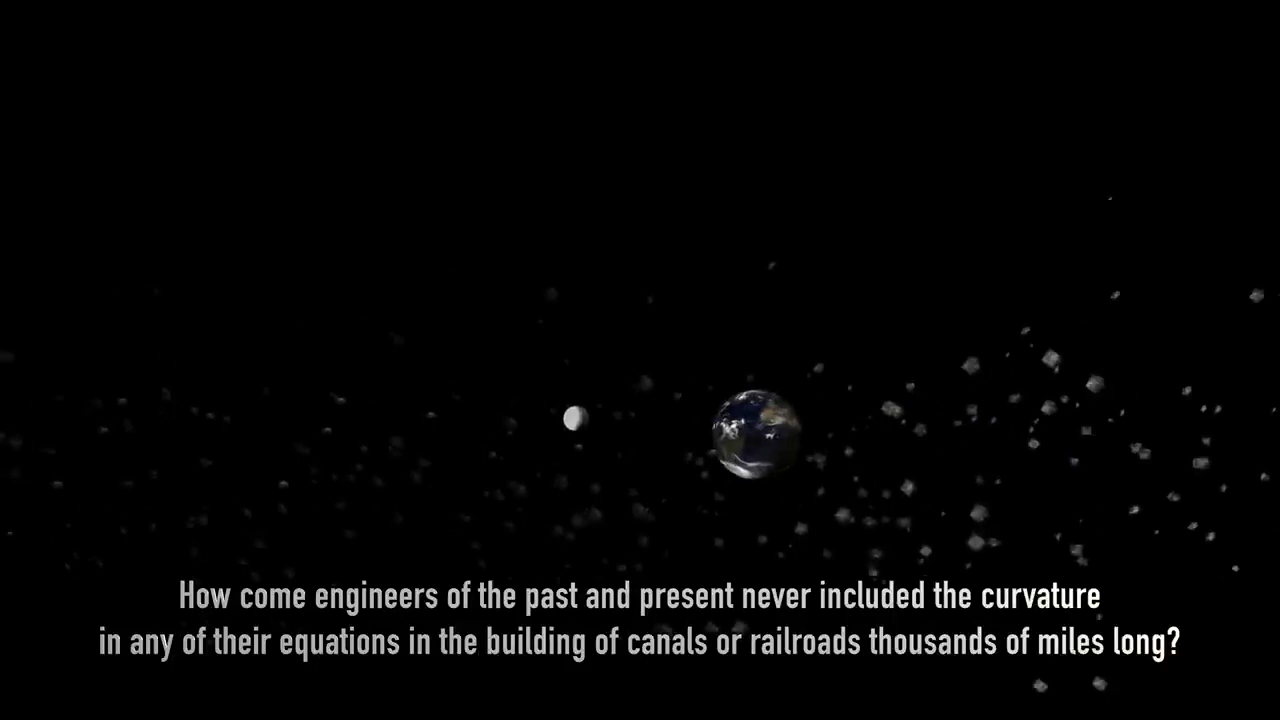 How come engineers of the past and present never included the curvature
in any of their equations in the building of canals or railroads thousands of miles long?